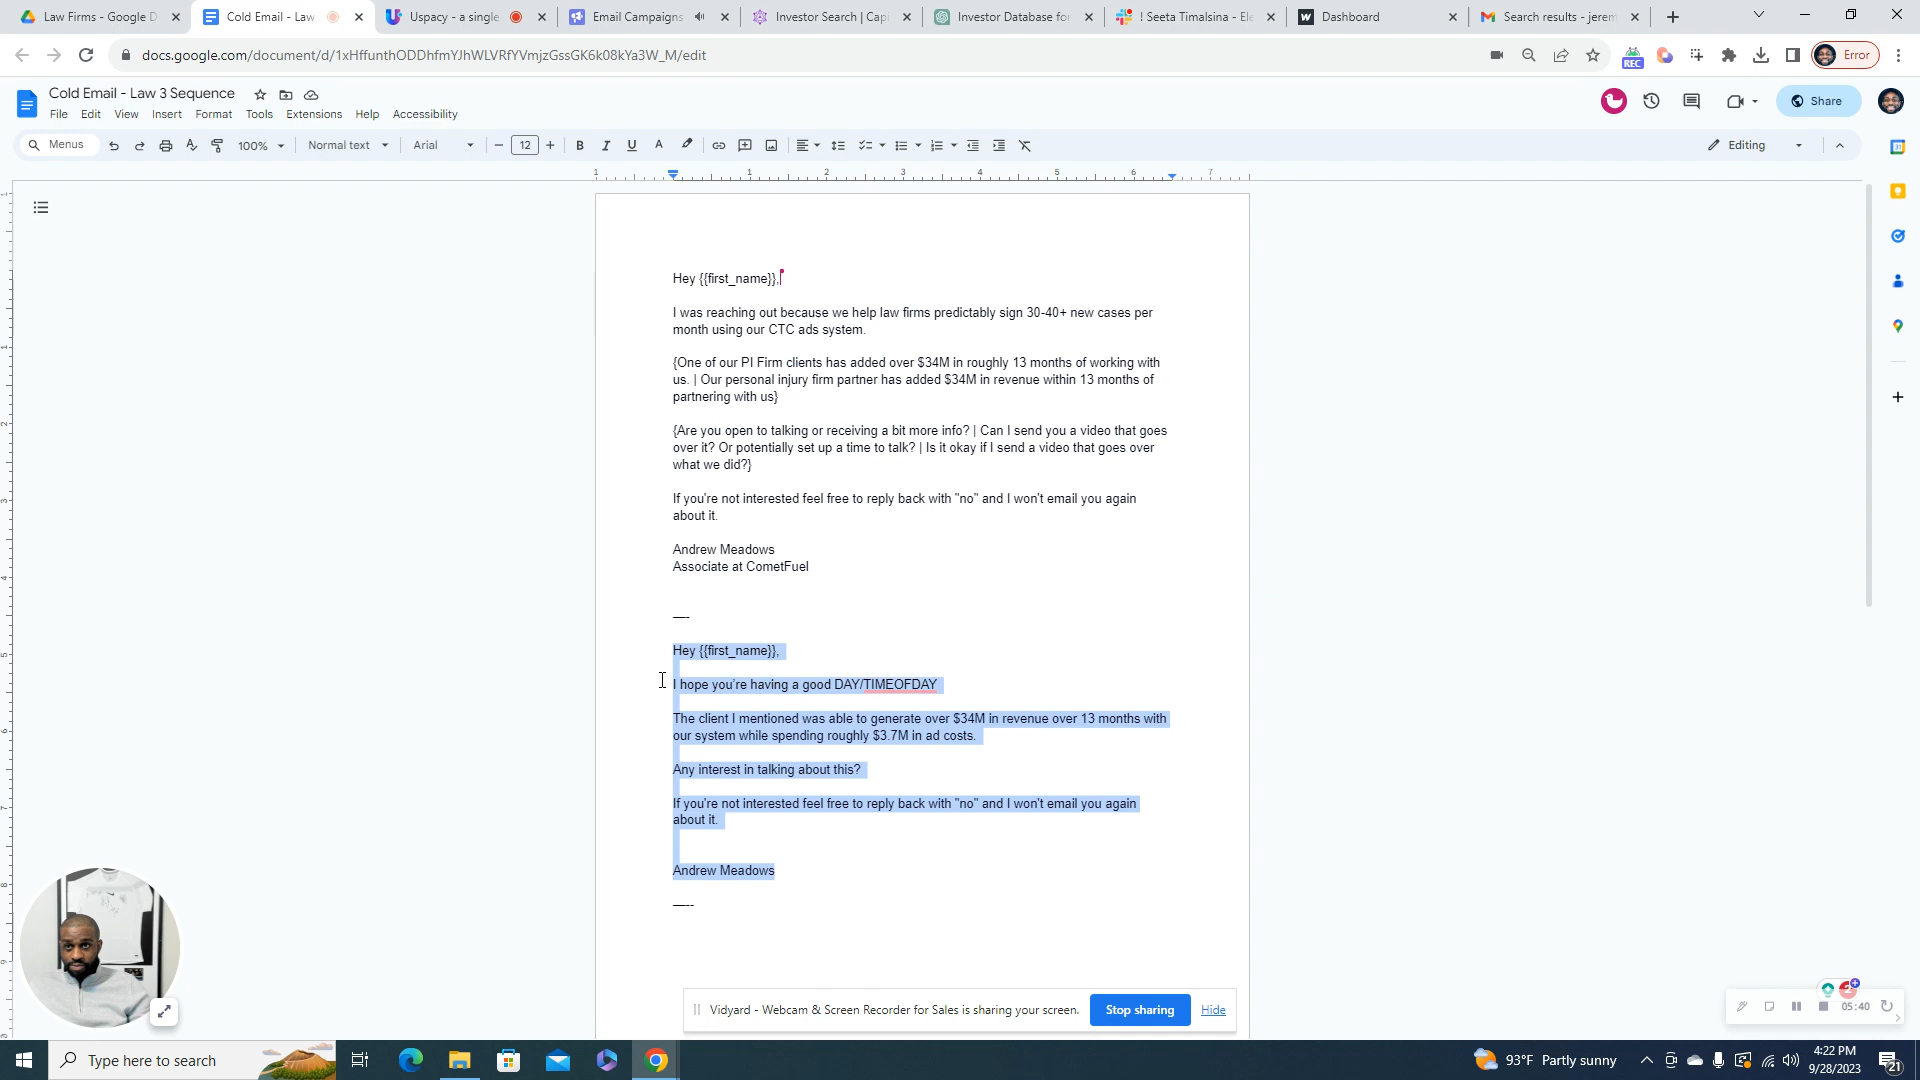 Law Firms - Google D
Cold Email - Law
Uspacy - a single
Email Campaigns
Investor Search | Capi
Investor Database for
! Seeta Timalsina - Ele
Dashboard
Search results - jerem
docs.google.com/document/d/1xHffunthODDhfmYJhWLVRfYVmjzGssGK6k08kYa3W_M/edit
REC
Error
Cold Email - Law 3 Sequence
File Edit View Insert Format Tools Extensions Help Accessibility
Share
Menus
100%
Normal text
Arial
12
Editing
1 1 2 3 4 5 6 7
Hey {{first_name}},
I was reaching out because we help law firms predictably sign 30-40+ new cases per
month using our CTC ads system.
{One of our PI Firm clients has added over $34M in roughly 13 months of working with
us. | Our personal injury firm partner has added $34M in revenue within 13 months of
partnering with us}
{Are you open to talking or receiving a bit more info? | Can I send you a video that goes
over it? Or potentially set up a time to talk? | Is it okay if I send a video that goes over
what we did?}
If you're not interested feel free to reply back with "no" and I won't email you again
about it.
Andrew Meadows
Associate at CometFuel
—-
Hey {{first_name}},
I hope you're having a good DAY/TIMEOFDAY
The client I mentioned was able to generate over $34M in revenue over 13 months with
our system while spending roughly $3.7M in ad costs.
Any interest in talking about this?
If you're not interested feel free to reply back with "no" and I won't email you again
about it.
Andrew Meadows
—--
Vidyard - Webcam & Screen Recorder for Sales is sharing your screen.
Stop sharing
Hide
05:40
Type here to search
93°F Partly sunny
4:22 PM
9/28/2023
21